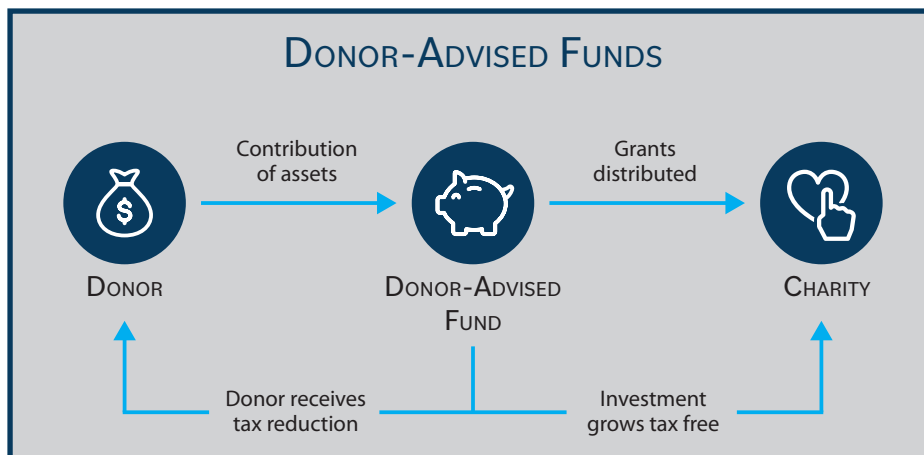 Donor-Advised Funds
Contribution
of assets
Grants
distributed
$
Donor
Donor-Advised
Fund
Charity
Donor receives
tax reduction
Investment
grows tax free